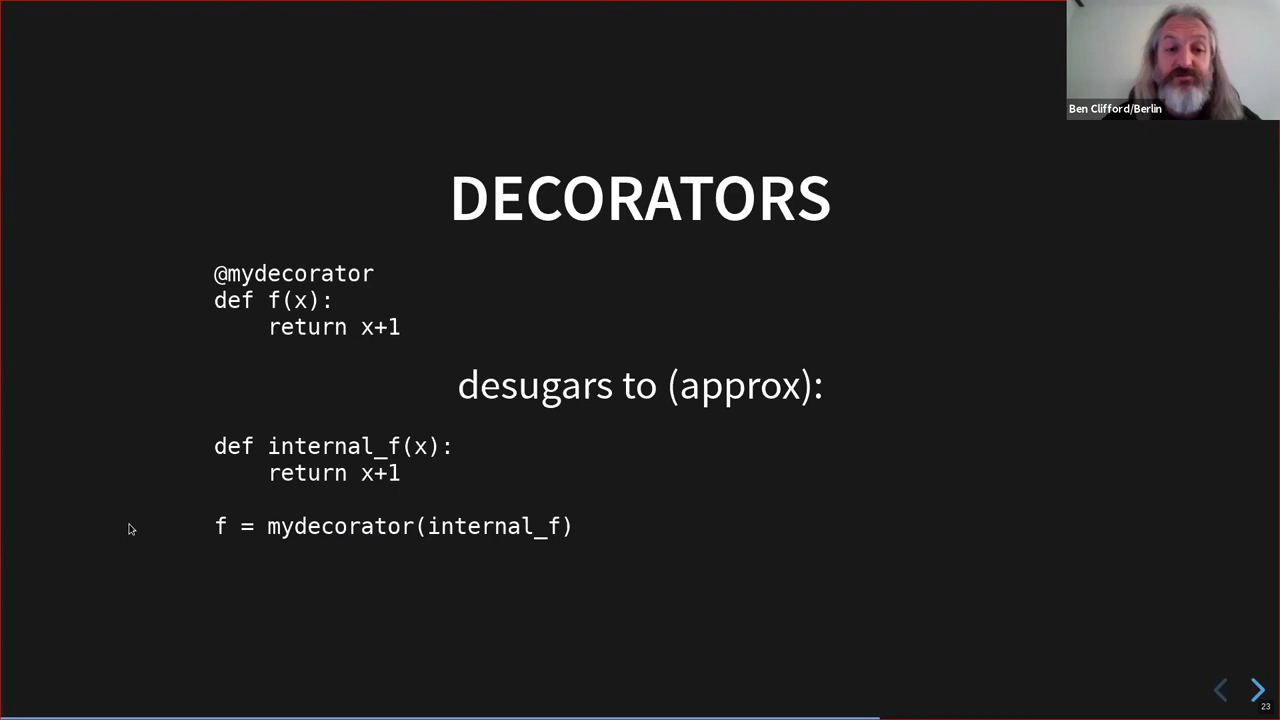 Ben Clifford/Berlin
DECORATORS
@mydecorator
def f(x):
    return x+1
desugars to (approx):
def internal_f(x):
    return x+1
f = mydecorator(internal_f)
23